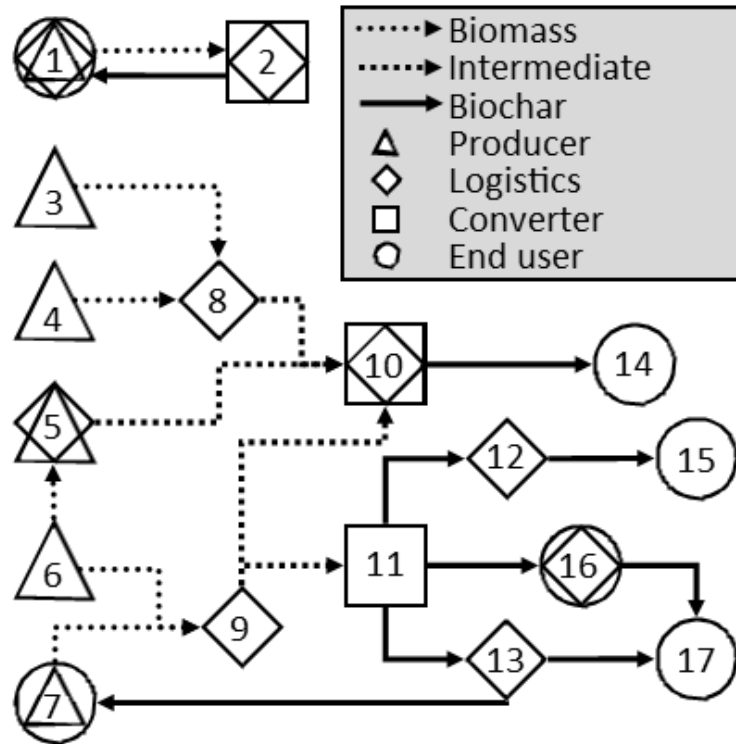 1
2
Biomass
Intermediate
Biochar
Producer
Logistics
Converter
End user
3
4
8
10
14
5
12
15
6
11
16
9
13
17
7